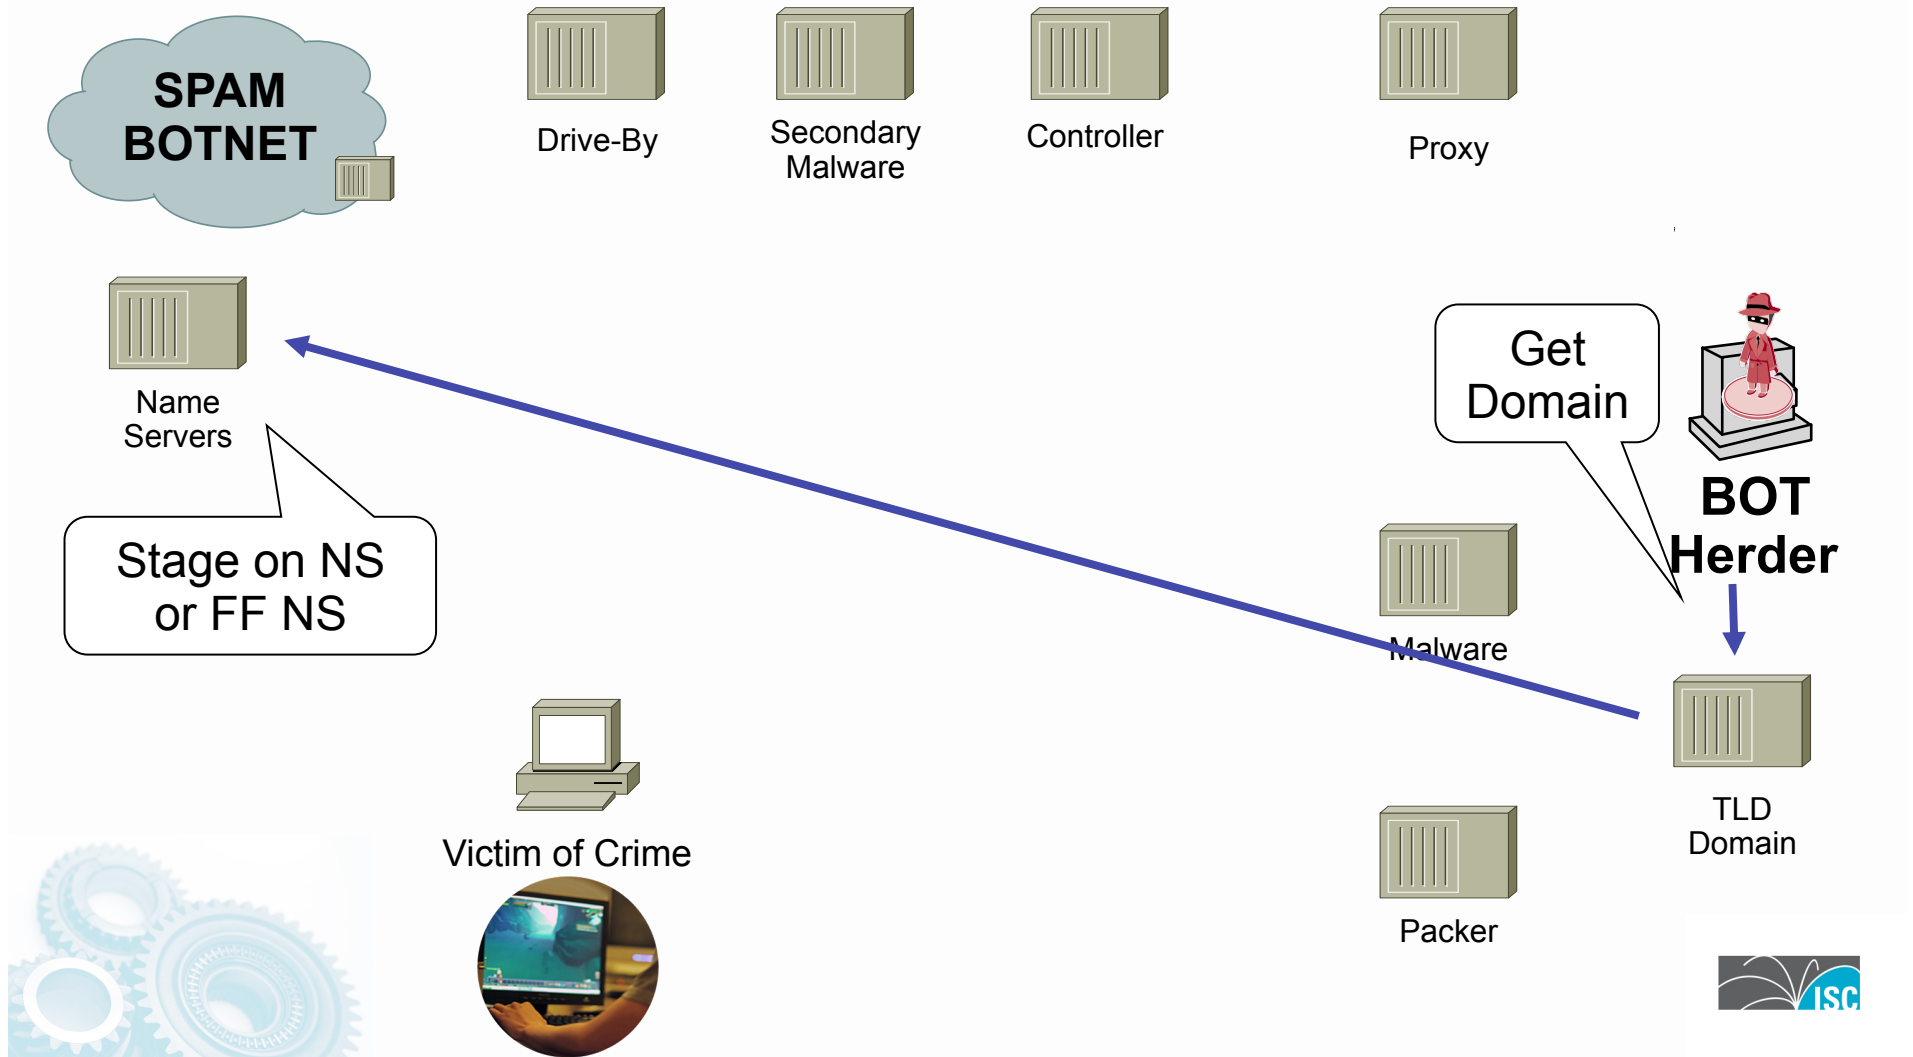 SPAM
BOTNET
Drive-By
Secondary
Malware
Controller
Proxy
Name
Servers
Get
Domain
BOT
Herder
Stage on NS
or FF NS
Malware
Victim of Crime
TLD
Domain
Packer
ISC